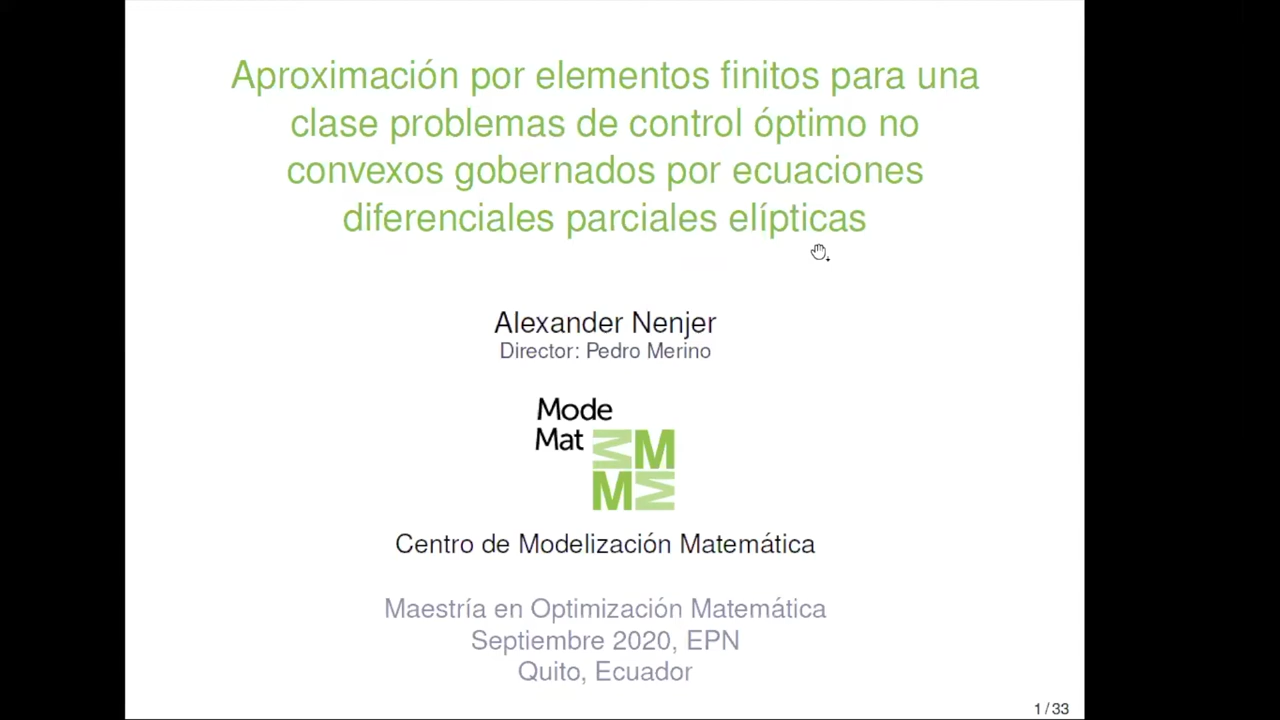 Aproximación por elementos finitos para una
clase problemas de control óptimo no
convexos gobernados por ecuaciones
diferenciales parciales elípticas
Alexander Nenjer
Director: Pedro Merino
Mode
Mat
M M
M M
Centro de Modelización Matemática
Maestría en Optimización Matemática
Septiembre 2020, EPN
Quito, Ecuador
1 / 33